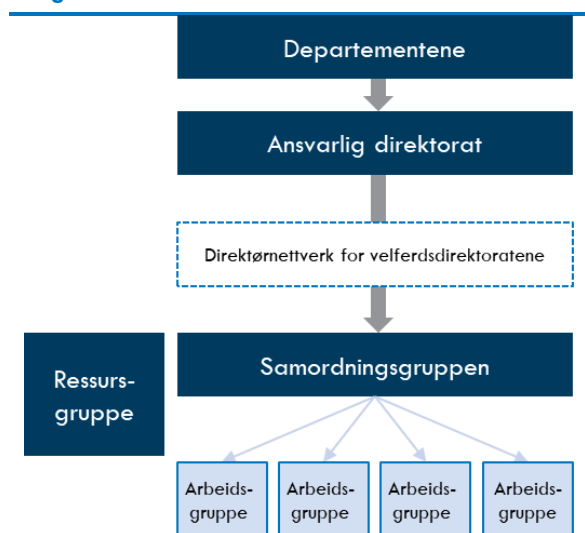 Departementene
Ansvarlig direktorat
Direktørnettverk for velferdsdirektoratene
Ressurs-
gruppe
Samordningsgruppen
Arbeids-
gruppe
Arbeids-
gruppe
Arbeids-
gruppe
Arbeids-
gruppe